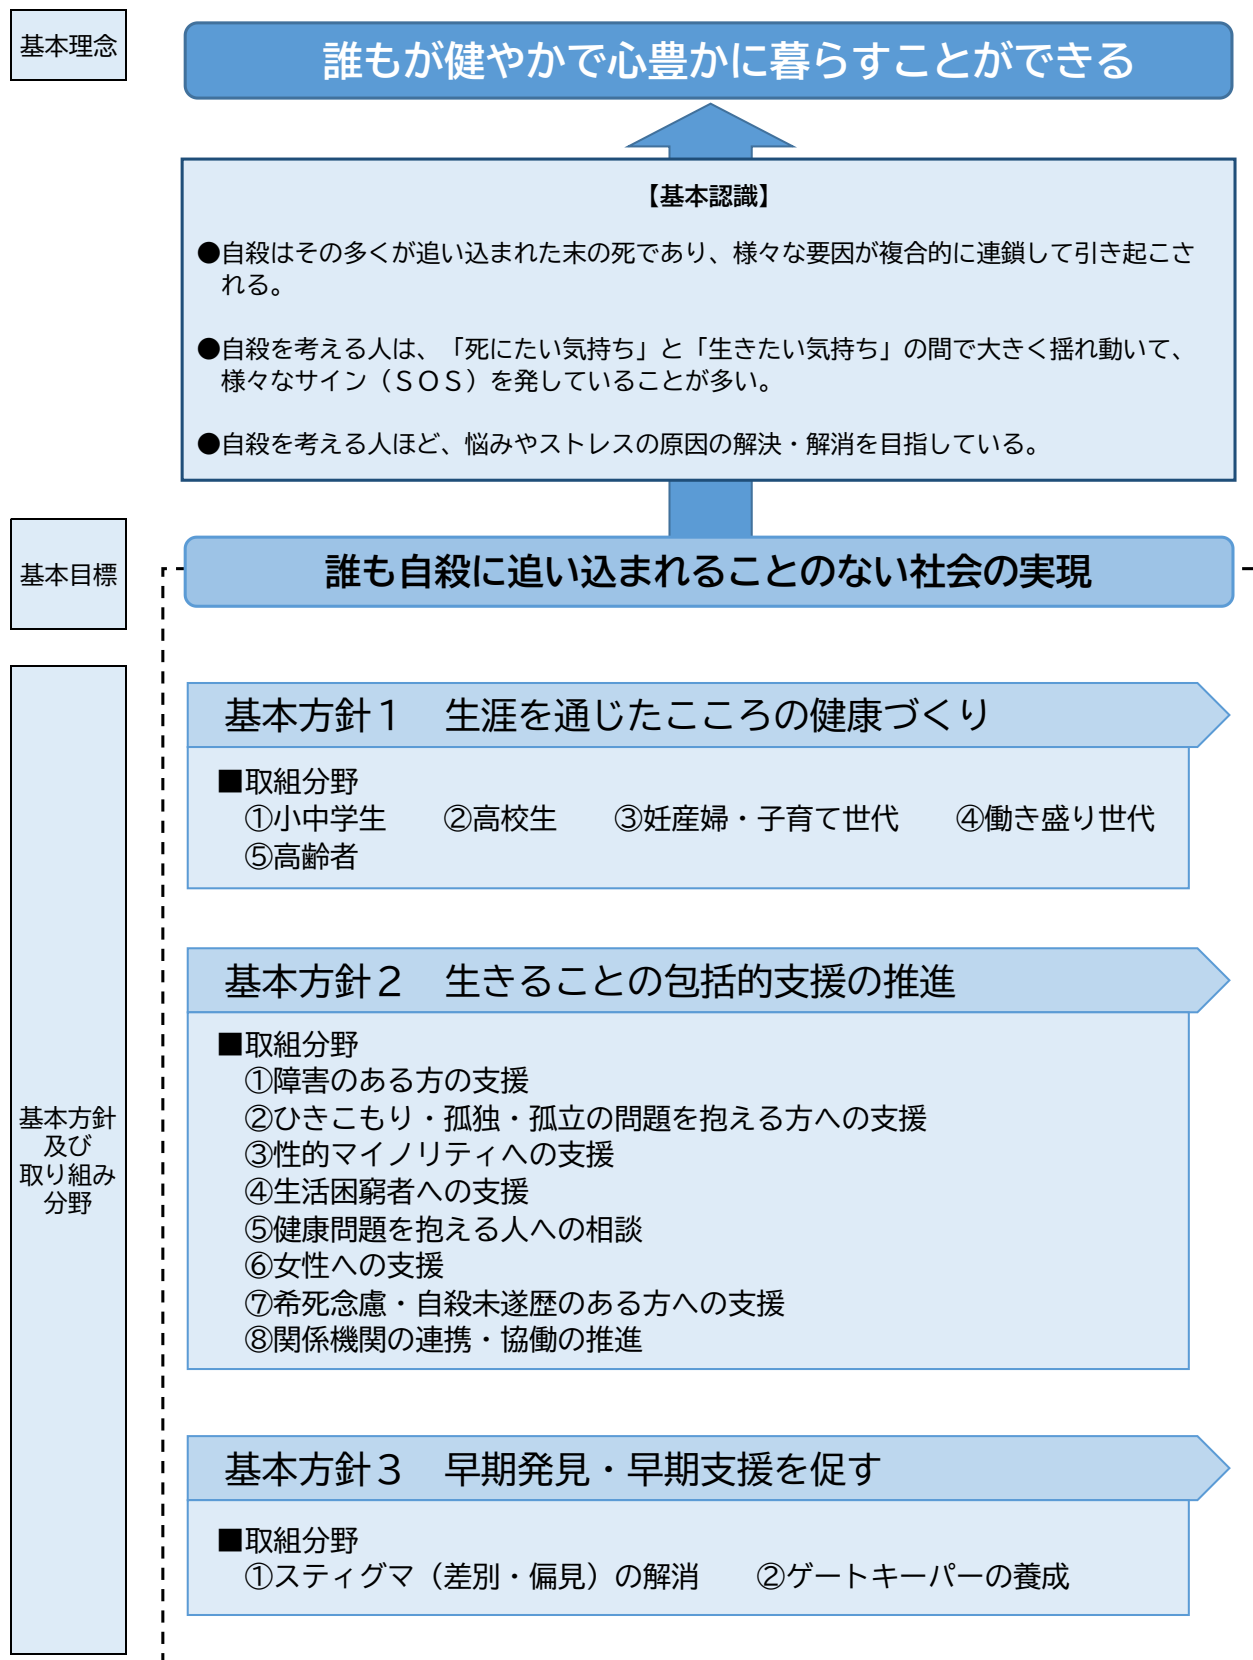 基本理念
誰もが健やかで心豊かに暮らすことができる
【基本認識】
●自殺はその多くが追い込まれた末の死であり、様々な要因が複合的に連鎖して引き起こさ
れる。
●自殺を考える人は、「死にたい気持ち」と「生きたい気持ち」の間で大きく揺れ動いて、
様々なサイン（ＳＯＳ）を発していることが多い。
●自殺を考える人ほど、悩みやストレスの原因の解決・解消を目指している。
基本目標
誰も自殺に追い込まれることのない社会の実現
基本方針
及び
取り組み
分野
基本方針１　生涯を通じたこころの健康づくり
■取組分野
①小中学生　　②高校生　　③妊産婦・子育て世代　　④働き盛り世代
⑤高齢者
基本方針２　生きることの包括的支援の推進
■取組分野
①障害のある方の支援
②ひきこもり・孤独・孤立の問題を抱える方への支援
③性的マイノリティへの支援
④生活困窮者への支援
⑤健康問題を抱える人への相談
⑥女性への支援
⑦希死念慮・自殺未遂歴のある方への支援
⑧関係機関の連携・協働の推進
基本方針３　早期発見・早期支援を促す
■取組分野
①スティグマ（差別・偏見）の解消　　②ゲートキーパーの養成